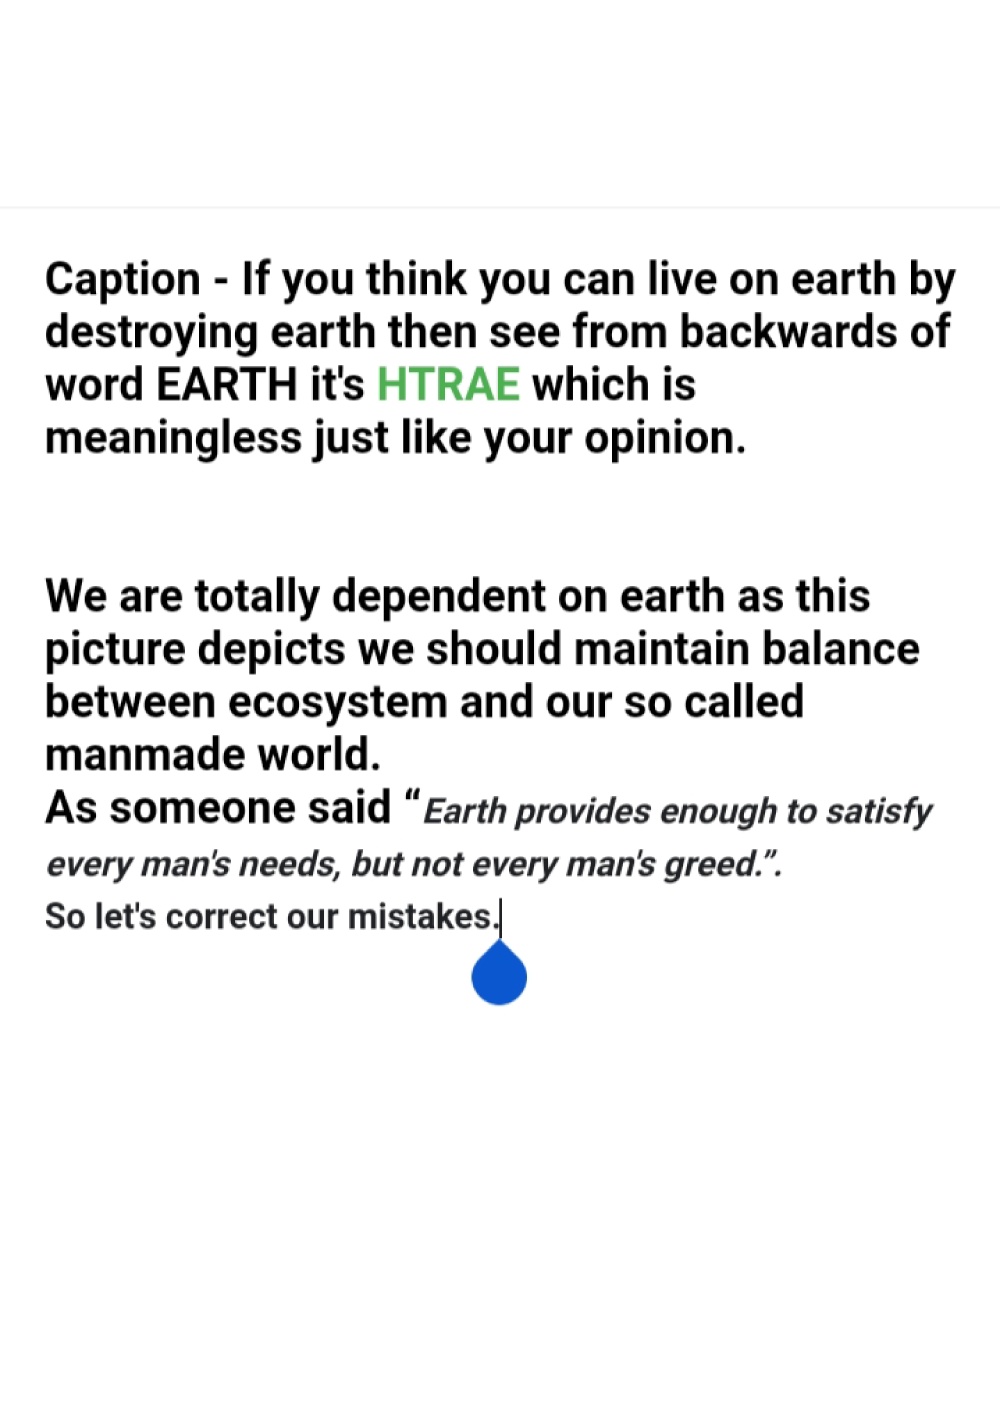 Caption - If you think you can live on earth by
destroying earth then see from backwards of
word EARTH it's HTRAE which is
meaningless just like your opinion.
We are totally dependent on earth as this
picture depicts we should maintain balance
between ecosystem and our so called
manmade world.
As someone said “Earth provides enough to satisfy
every man's needs, but not every man's greed.”.
So let's correct our mistakes.